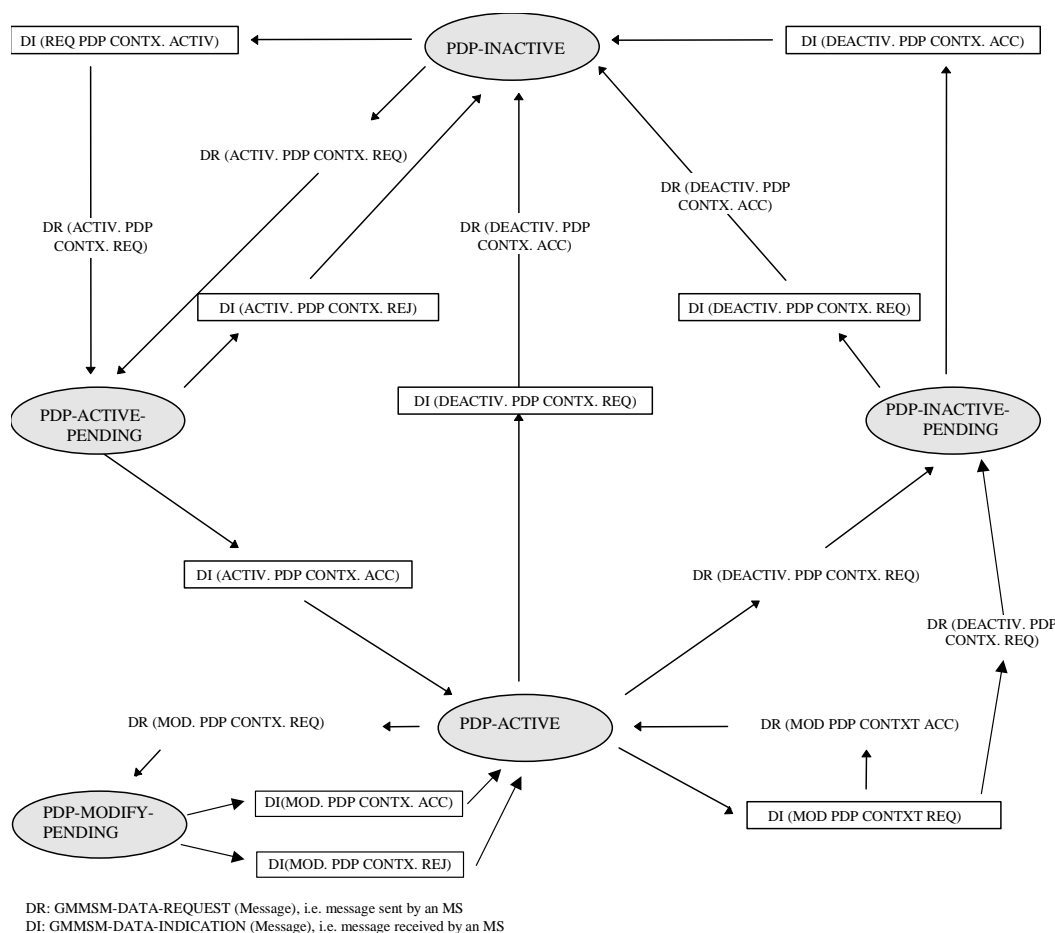 DI (REQ PDP CONTX. ACTIV)
PDP-INACTIVE
DI (DEACTIV. PDP CONTX. ACC)
DR (ACTIV. PDP CONTX. REQ)
DR (DEACTIV. PDP
CONTX. ACC)
DR (ACTIV. PDP
CONTX. REQ)
DR (DEACTIV. PDP
CONTX. ACC)
DI (ACTIV. PDP CONTX. REJ)
DI (DEACTIV. PDP CONTX. REQ)
PDP-ACTIVE-
PENDING
DI (DEACTIV. PDP CONTX. REQ)
PDP-INACTIVE-
PENDING
DI (ACTIV. PDP CONTX. ACC)
DR (DEACTIV. PDP CONTX. REQ)
DR (DEACTIV. PDP
CONTX. REQ)
DR (MOD. PDP CONTX. REQ)
PDP-ACTIVE
DR (MOD PDP CONTXT ACC)
PDP-MODIFY-
PENDING
DI(MOD. PDP CONTX. ACC)
DI (MOD PDP CONTXT REQ)
DI(MOD. PDP CONTX. REJ)
DR: GMMSM-DATA-REQUEST (Message), i.e. message sent by an MS
DI: GMMSM-DATA-INDICATION (Message), i.e. message received by an MS